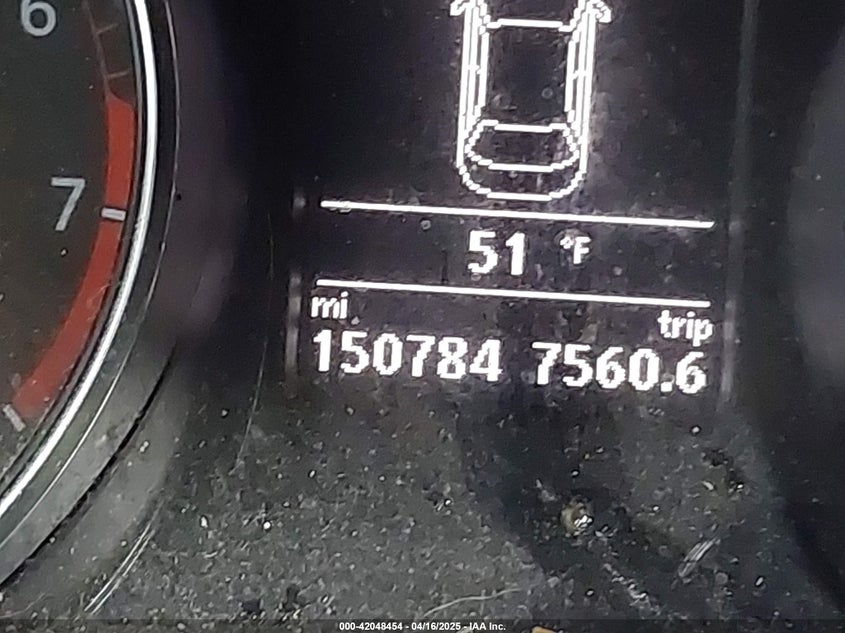 6
7
51 °F
mi trip
150784 7560.6
000-42048454 - 04/16/2025 - IAA Inc.